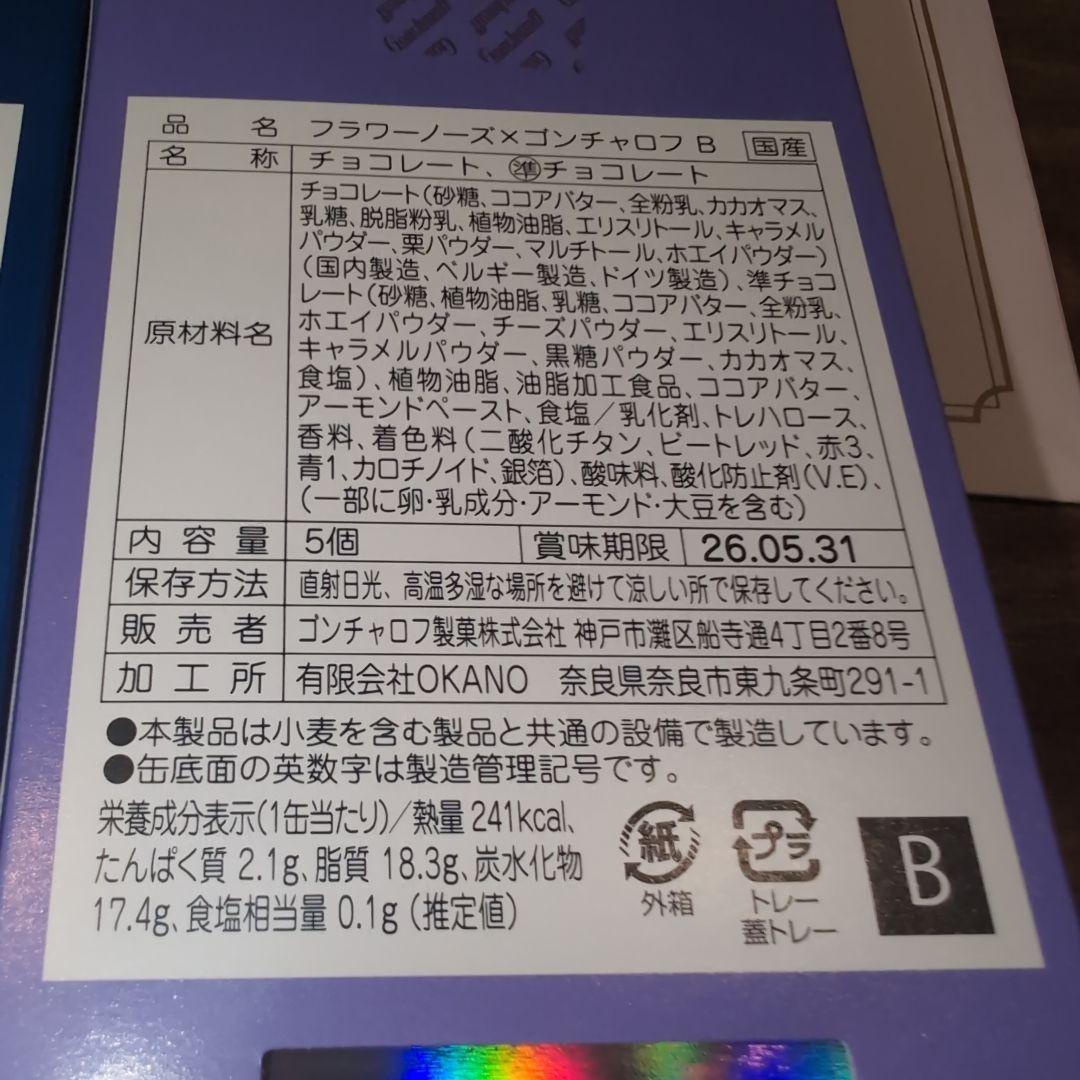 品名 フラワーノーズ×ゴンチャロフ B 国産
名称 チョコレート、準チョコレート
原材料名
チョコレート(砂糖、ココアバター、全粉乳、カカオマス、
乳糖、脱脂粉乳、植物油脂、エリスリトール、キャラメル
パウダー、栗パウダー、マルチトール、ホエイパウダー)
(国内製造、ベルギー製造、ドイツ製造)、準チョコ
レート(砂糖、植物油脂、乳糖、ココアバター、全粉乳、
ホエイパウダー、チーズパウダー、エリスリトール、
キャラメルパウダー、黒糖パウダー、カカオマス、
食塩)、植物油脂、油脂加工食品、ココアバター、
アーモンドペースト、食塩/乳化剤、トレハロース、
香料、着色料(二酸化チタン、ビートレッド、赤3、
青1、カロチノイド、銀箔)、酸味料、酸化防止剤(V.E)、
(一部に卵・乳成分・アーモンド・大豆を含む)
内容量 5個 賞味期限 26.05.31
保存方法 直射日光、高温多湿な場所を避けて涼しい所で保存してください。
販売者 ゴンチャロフ製菓株式会社 神戸市灘区船寺通4丁目2番8号
加工所 有限会社OKANO 奈良県奈良市東九条町291-1
●本製品は小麦を含む製品と共通の設備で製造しています。
●缶底面の英数字は製造管理記号です。
栄養成分表示(1缶当たり)/熱量 241kcal、
たんぱく質 2.1g、脂質 18.3g、炭水化物
17.4g、食塩相当量 0.1g (推定値)
紙
外箱
プラ
トレー
蓋トレー
B